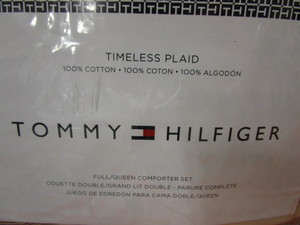 TIMELESS PLAID
100% COTTON • 100% COTON • 100% ALGODÓN
TOMMY HILFIGER
FULL/QUEEN COMFORTER SET
COUETTE DOUBLE/GRAND LIT DOUBLE - PARURE COMPLÈTE
JUEGO DE EDREDON PARA CAMA DOBLE/QUEEN